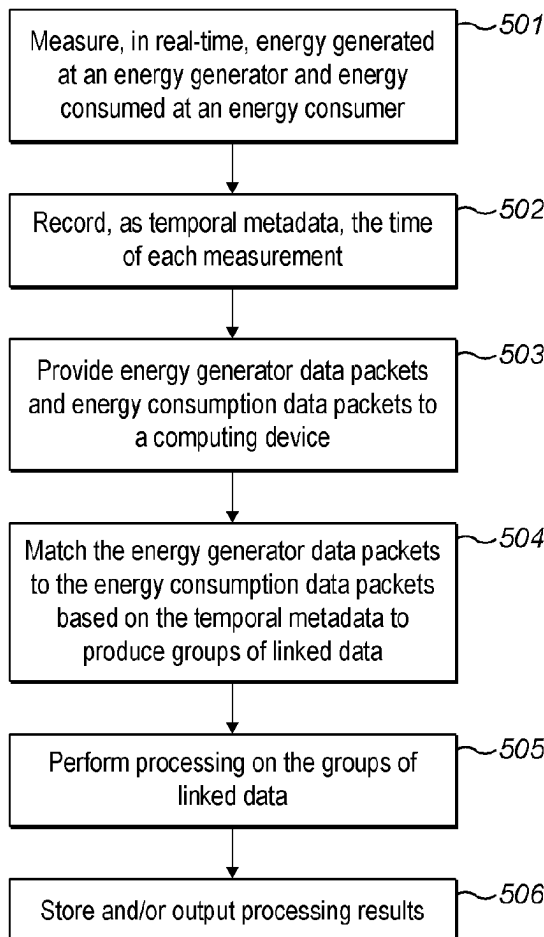 501
Measure, in real-time, energy generated
at an energy generator and energy
consumed at an energy consumer
502
Record, as temporal metadata, the time
of each measurement
503
Provide energy generator data packets
and energy consumption data packets to
a computing device
504
Match the energy generator data packets
to the energy consumption data packets
based on the temporal metadata to
produce groups of linked data
505
Perform processing on the groups of
linked data
506
Store and/or output processing results